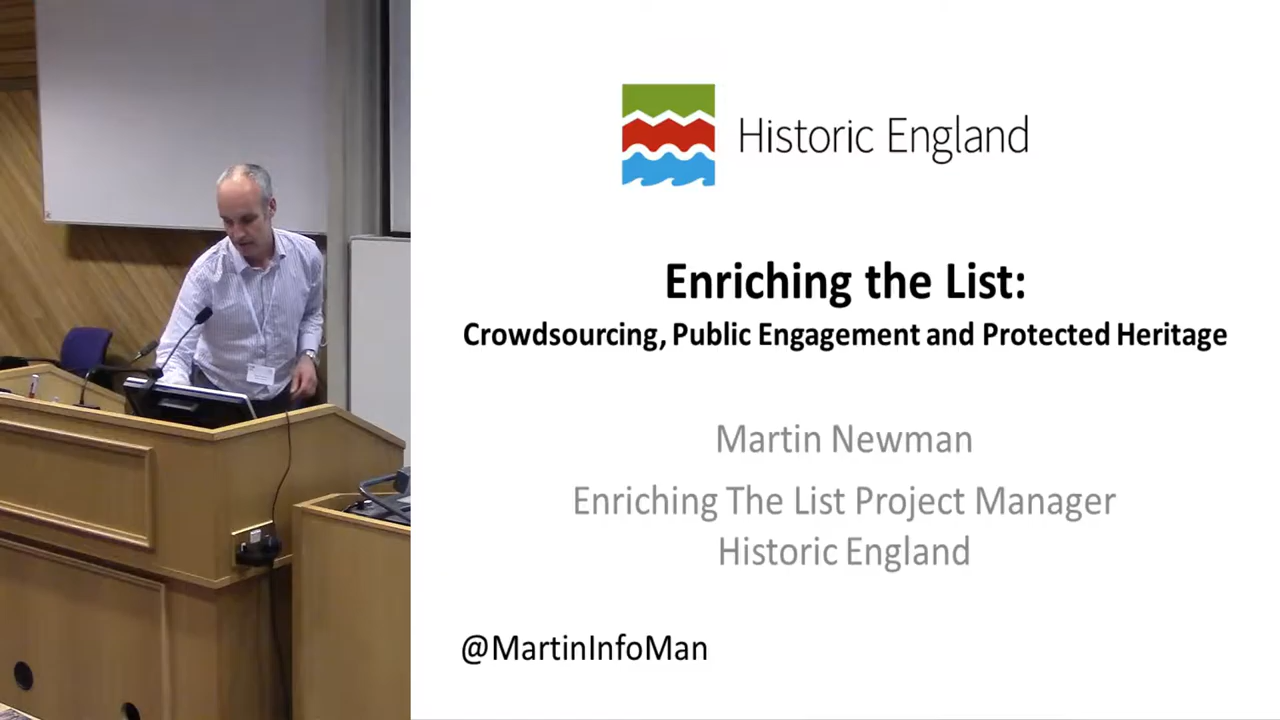 Historic England
Enriching the List:
Crowdsourcing, Public Engagement and Protected Heritage
Martin Newman
Enriching The List Project Manager
Historic England
@MartinInfoMan